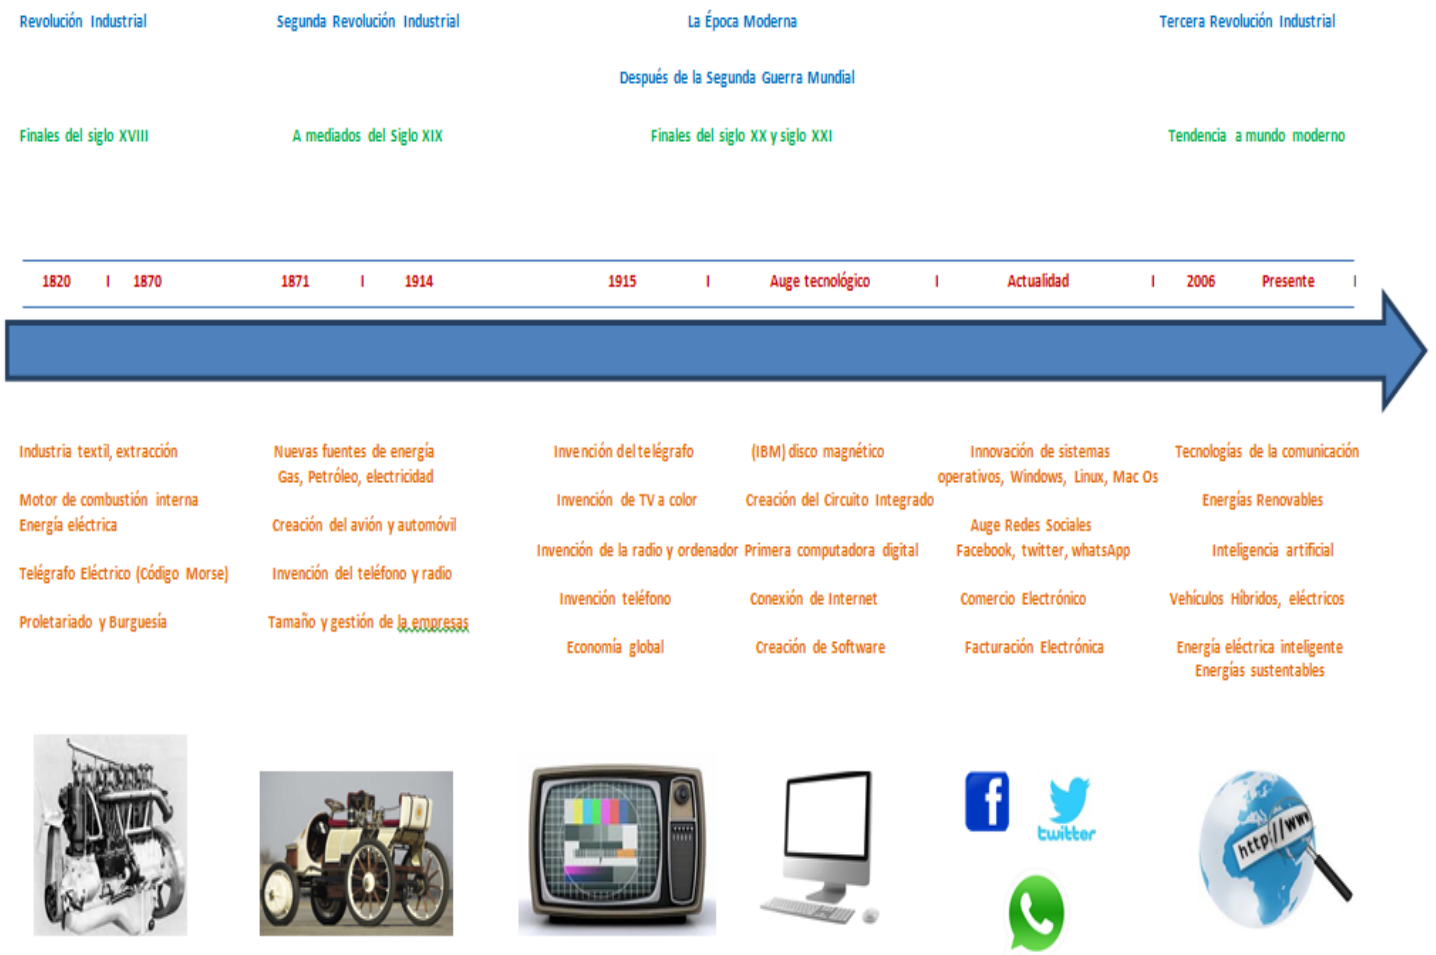 Revolución Industrial
Segunda Revolución Industrial
La Época Moderna
Tercera Revolución Industrial
Después de la Segunda Guerra Mundial
Finales del siglo XVIII
A mediados del Siglo XIX
Finales del siglo XX y siglo XXI
Tendencia a mundo moderno
1820 I 1870
1871 I 1914
1915 I Auge tecnológico I Actualidad I 2006 Presente I
Industria textil, extracción
Motor de combustión interna
Energía eléctrica
Telégrafo Eléctrico (Código Morse)
Proletariado y Burguesía
Nuevas fuentes de energía
Gas, Petróleo, electricidad
Creación del avión y automóvil
Invención del teléfono y radio
Tamaño y gestión de la empresas
Invención del telégrafo
Invención de TV a color
Invención de la radio y ordenador
Invención teléfono
Economía global
(IBM) disco magnético
Creación del Circuito Integrado
Primera computadora digital
Conexión de Internet
Creación de Software
Innovación de sistemas
operativos, Windows, Linux, Mac Os
Auge Redes Sociales
Facebook, twitter, whatsApp
Comercio Electrónico
Facturación Electrónica
Tecnologías de la comunicación
Energías Renovables
Inteligencia artificial
Vehículos Híbridos, eléctricos
Energía eléctrica inteligente
Energías sustentables
f
twitter
http://www